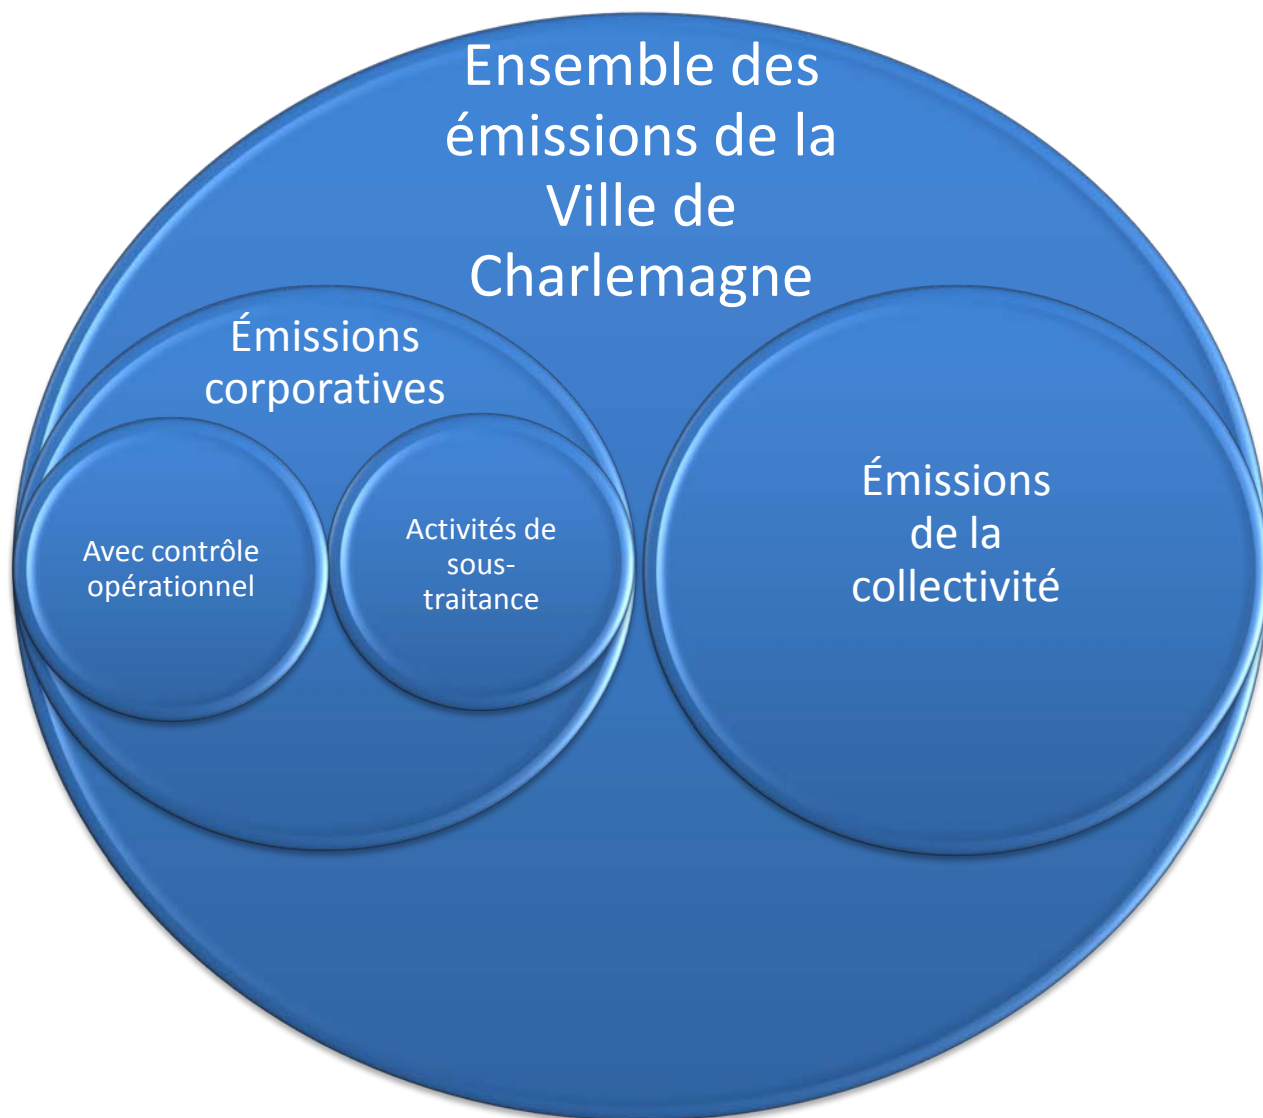 Ensemble des
émissions de la
Ville de
Charlemagne
Émissions
corporatives
Avec contrôle
opérationnel
Activités de
sous-
traitance
Émissions
de la
collectivité